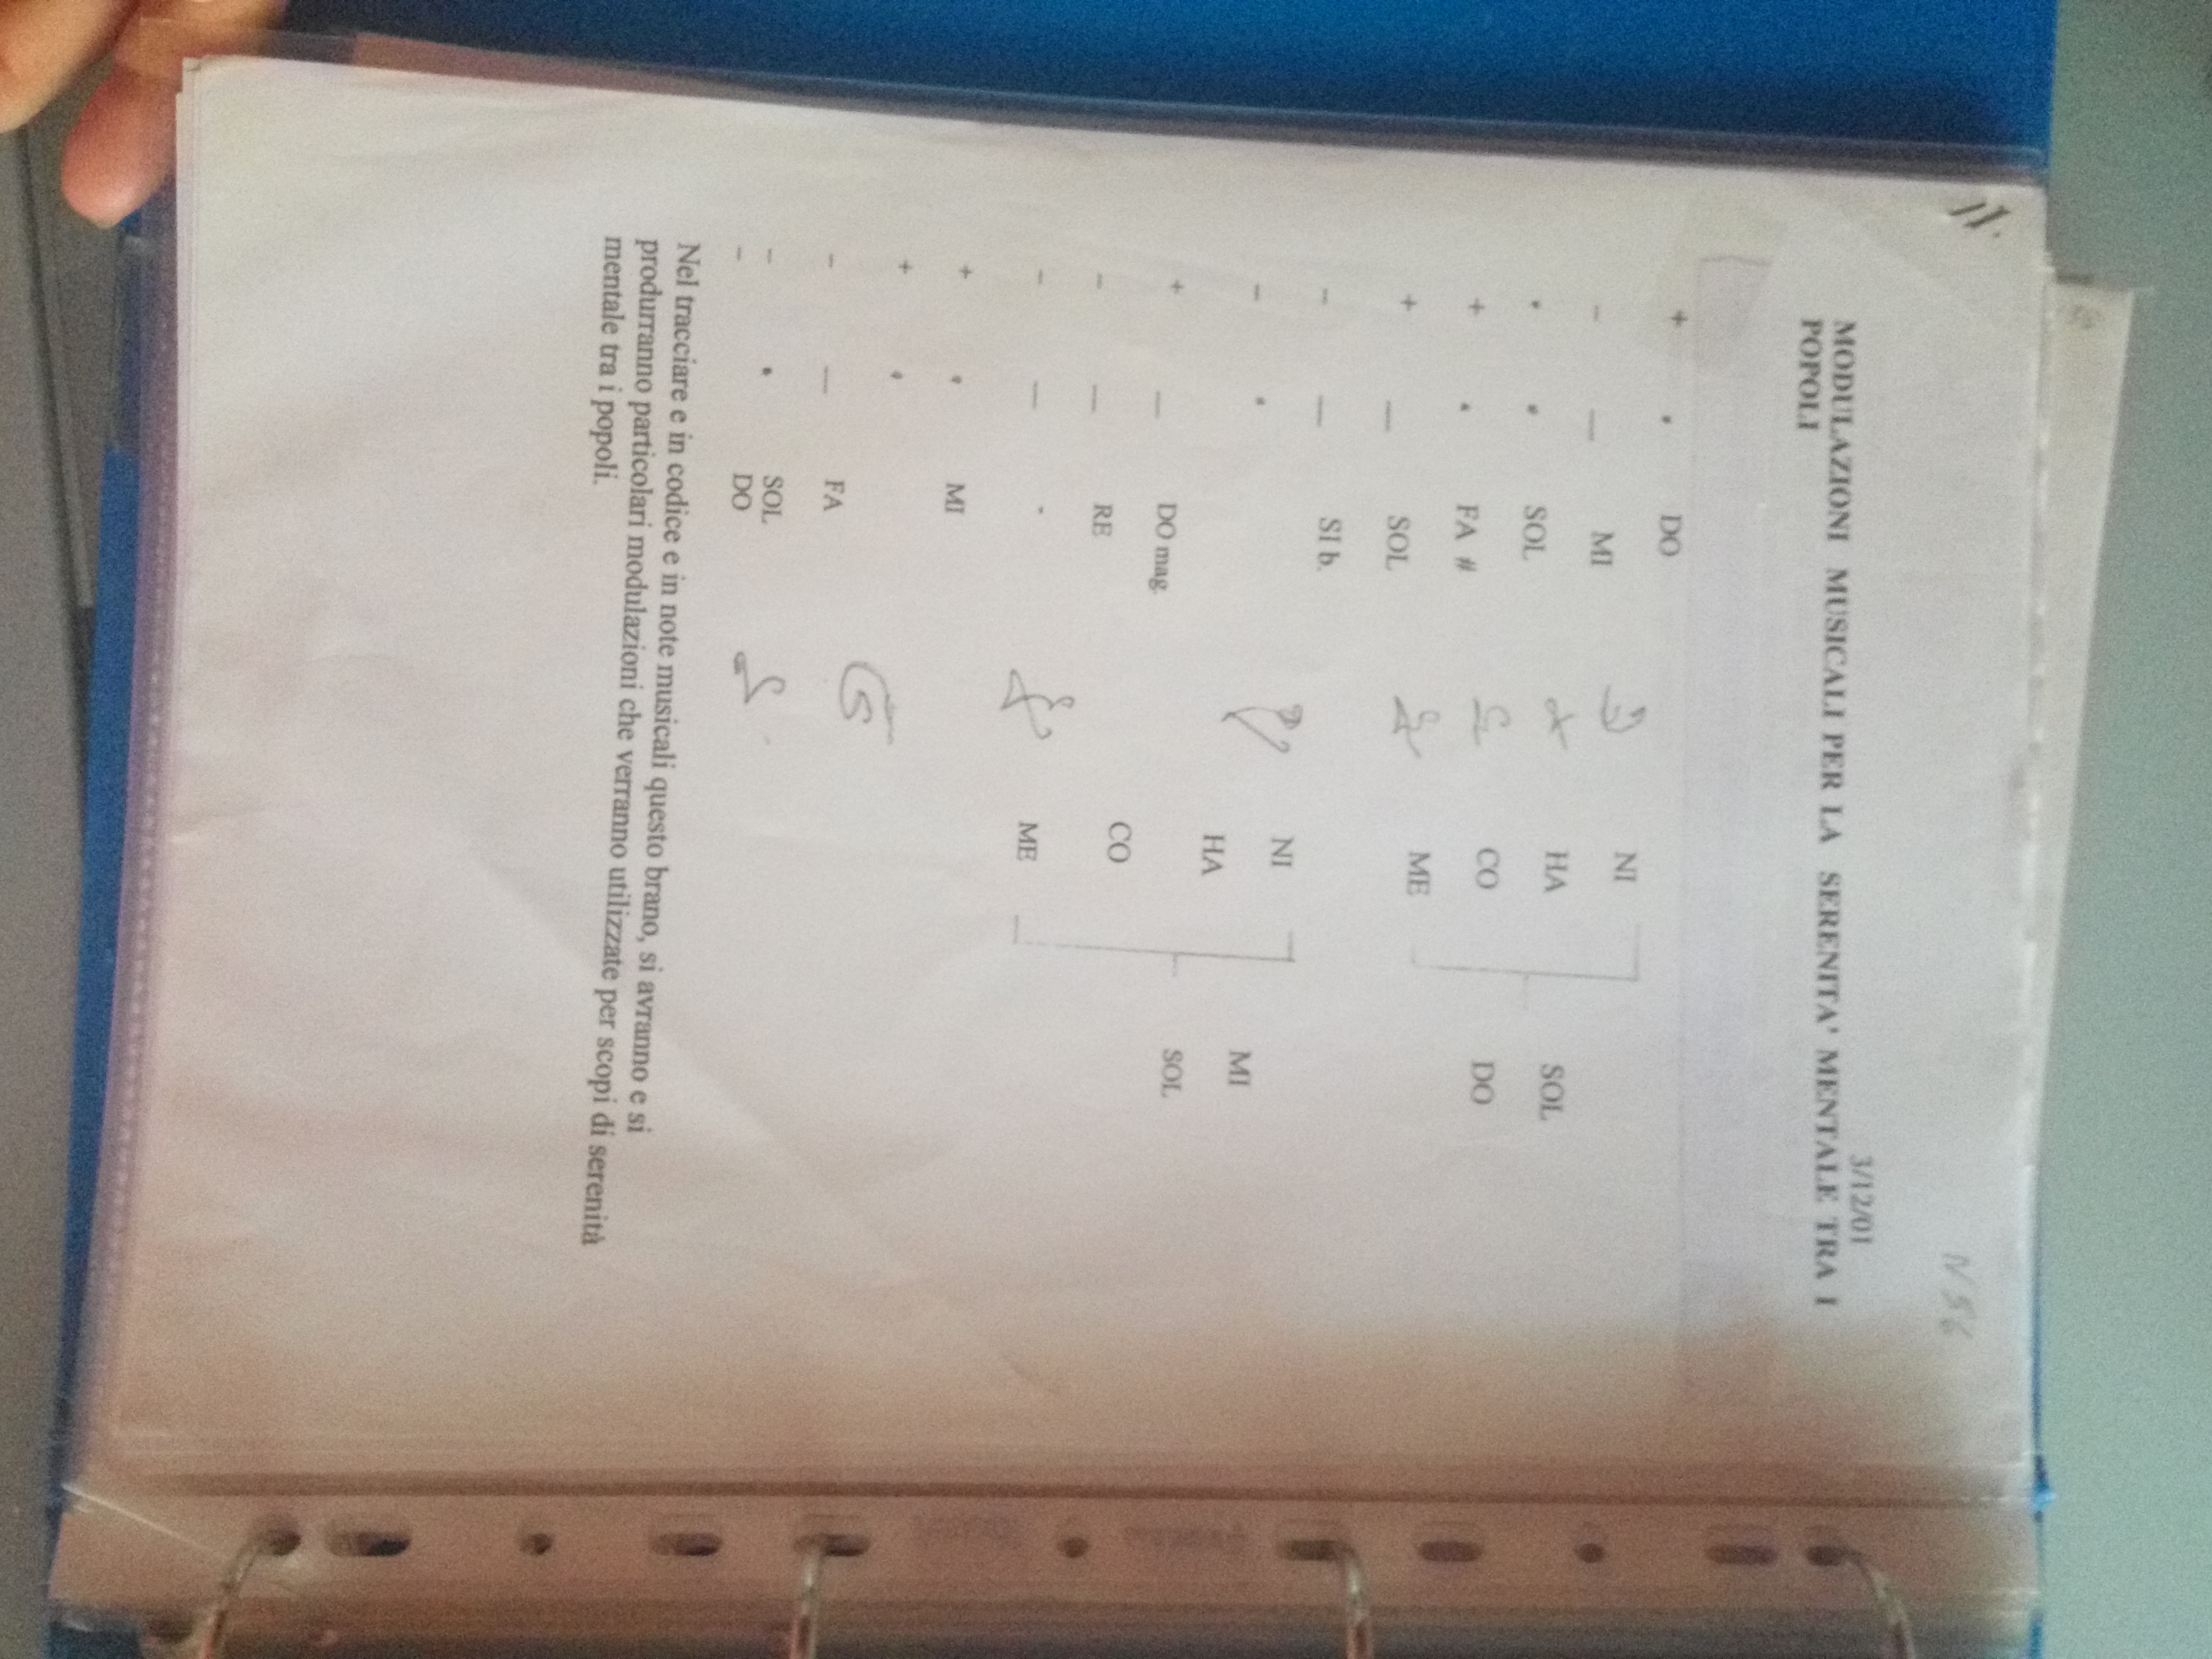 N 56
3/12/01
MODULAZIONI MUSICALI PER LA SERENITA' MENTALE TRA I
POPOLI
+ • DO
- — MI NI
• • SOL HA SOL
+ • FA # CO DO
+ — SOL ME
- — SI b.
- • NI
MI
+ — DO mag. HA SOL
- — RE CO
- — - ME
+ • MI
+ •
- — FA
- • SOL
- DO
Nel tracciare e in codice e in note musicali questo brano, si avranno e si
produrranno particolari modulazioni che verranno utilizzate per scopi di serenità
mentale tra i popoli.